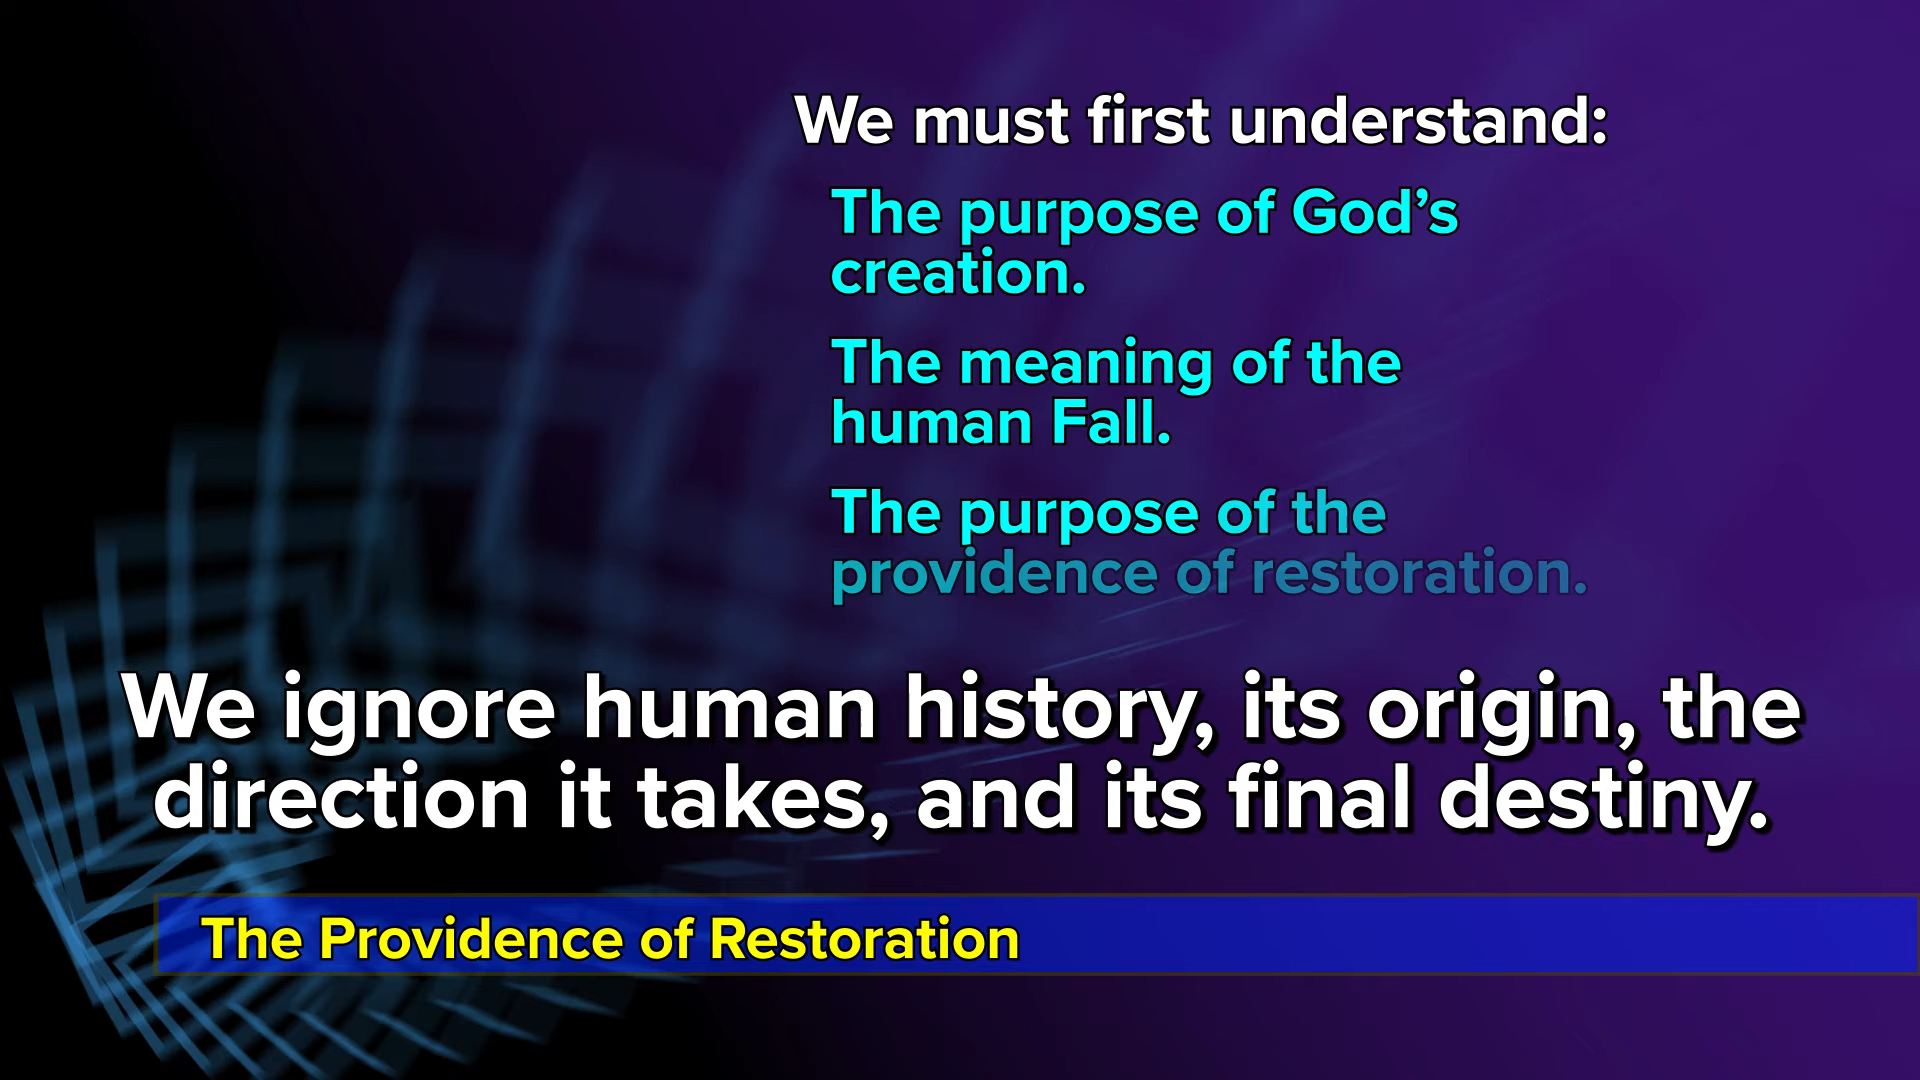 We must first understand:
The purpose of God’s
creation.
The meaning of the
human Fall.
The purpose of the
providence of restoration.
We ignore human history, its origin, the
direction it takes, and its final destiny.
The Providence of Restoration